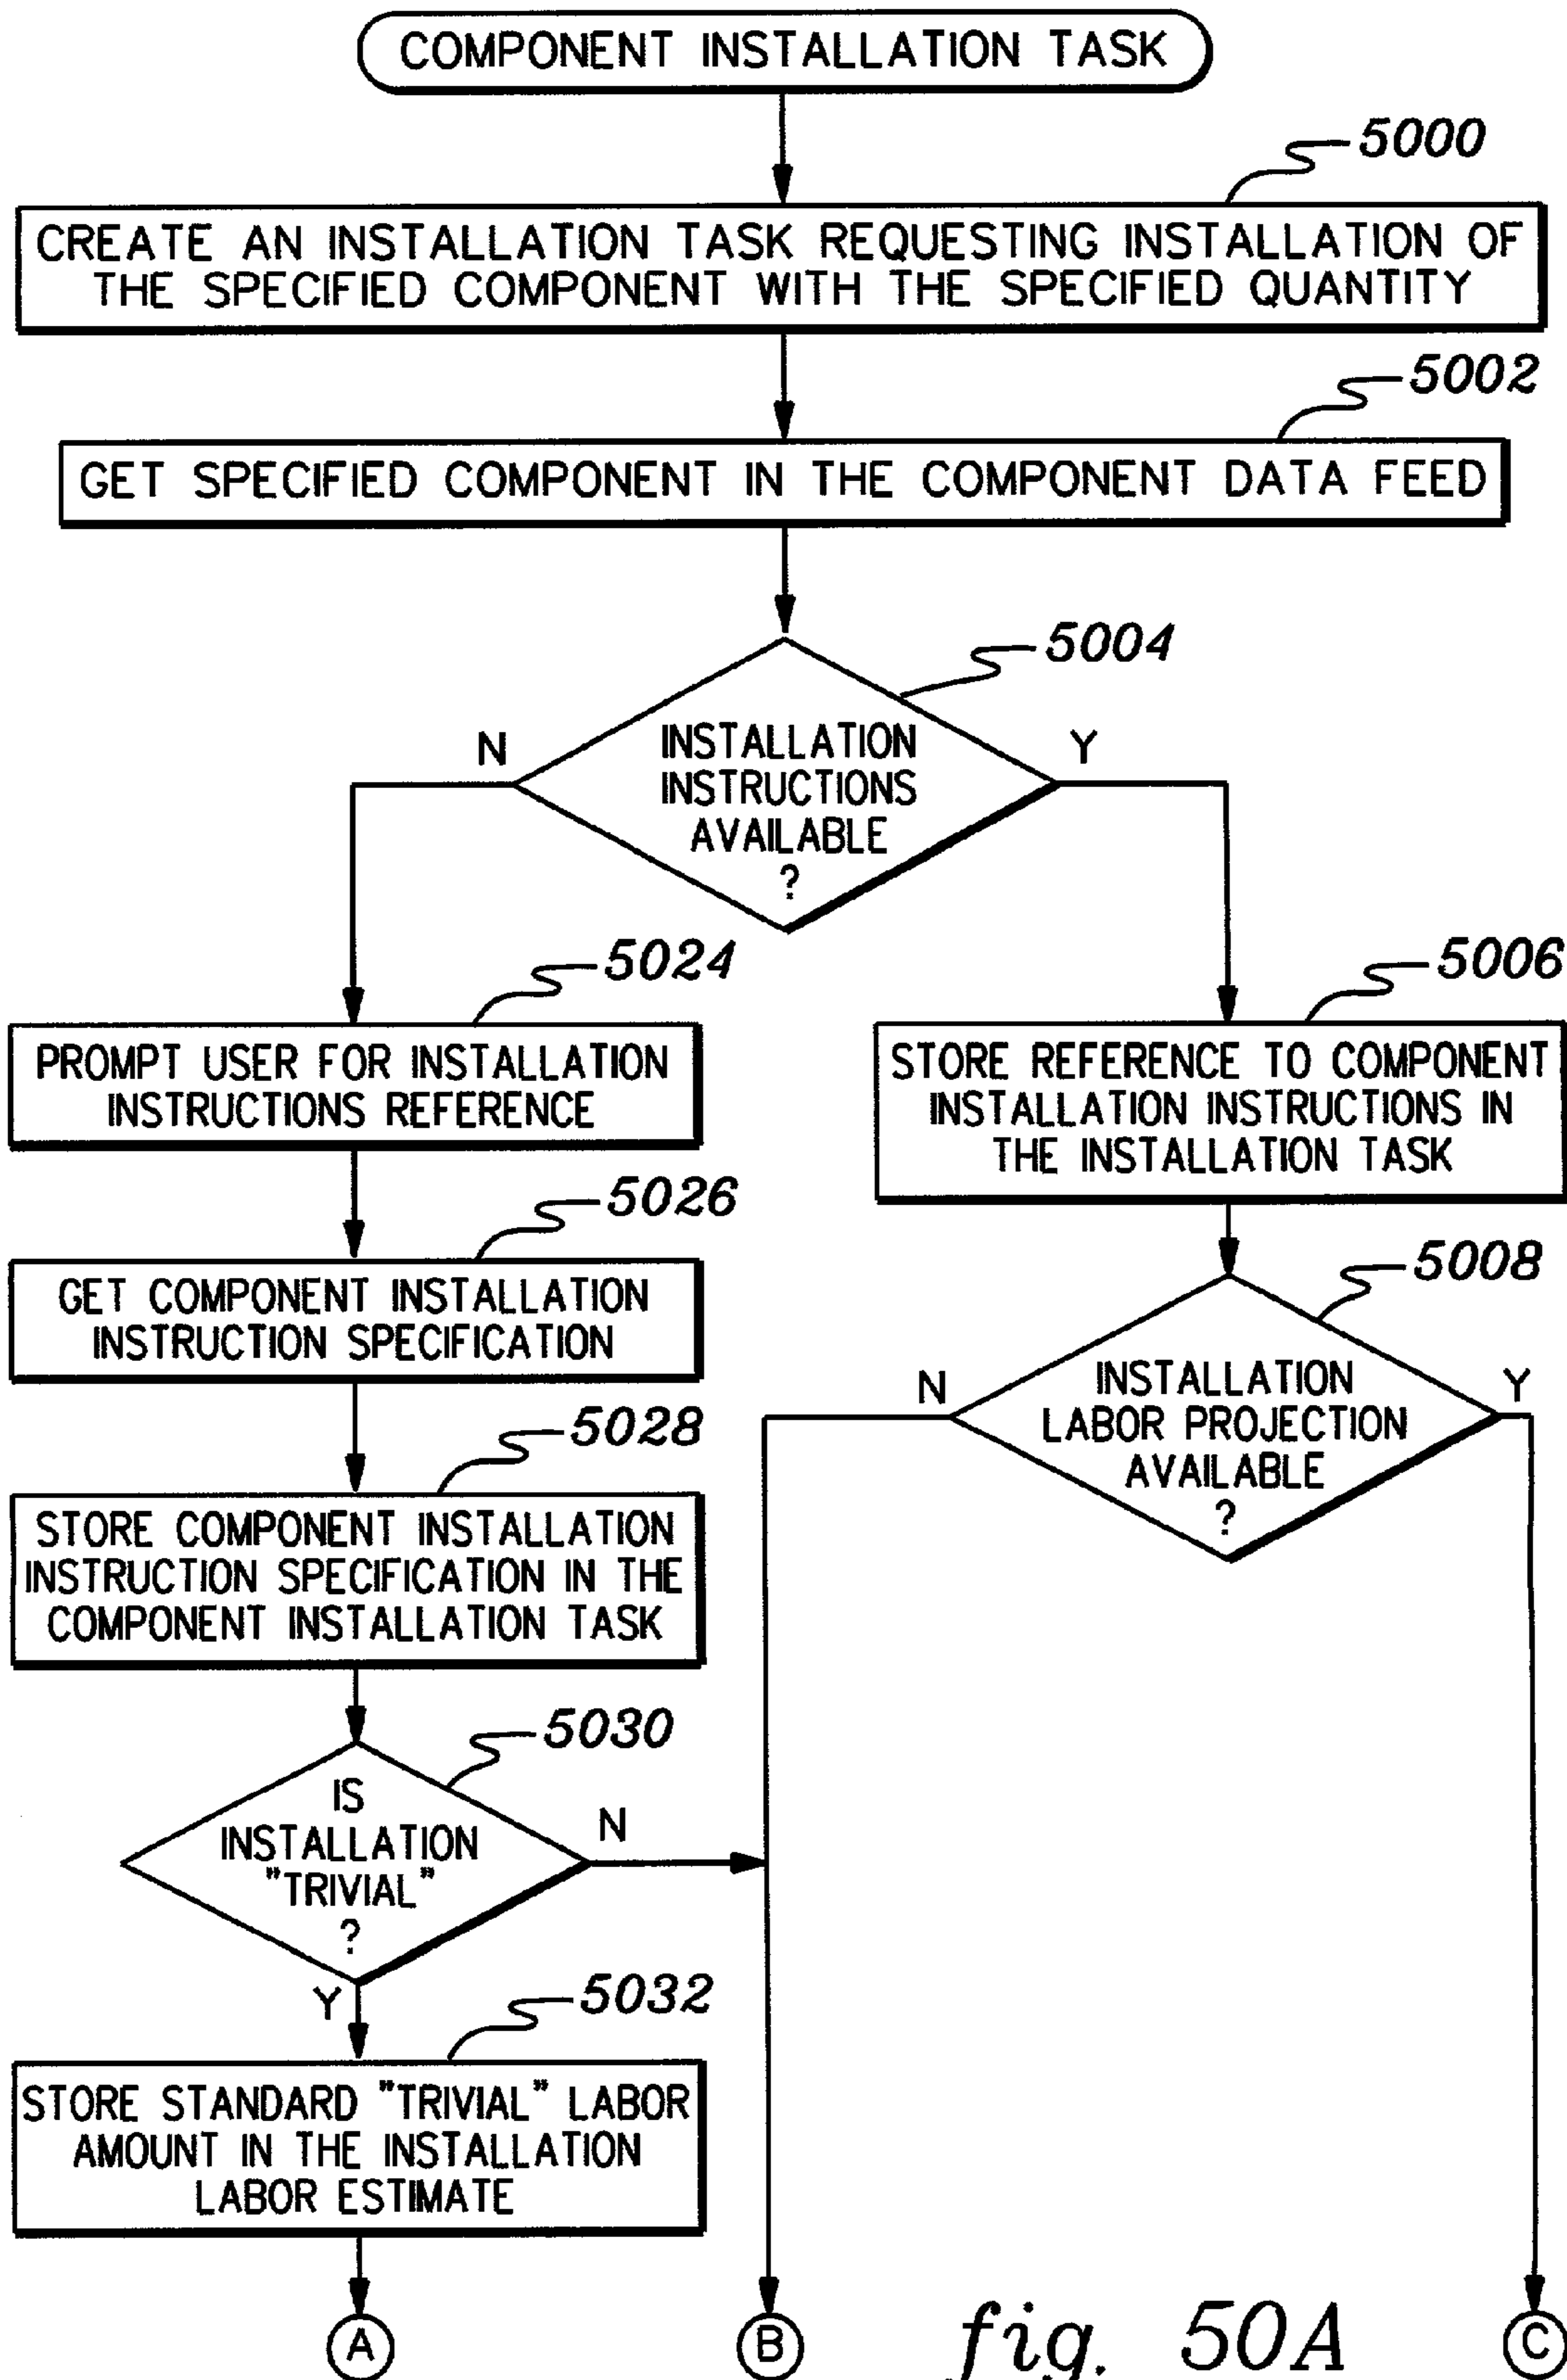 COMPONENT INSTALLATION TASK
5000
CREATE AN INSTALLATION TASK REQUESTING INSTALLATION OF
THE SPECIFIED COMPONENT WITH THE SPECIFIED QUANTITY
5002
GET SPECIFIED COMPONENT IN THE COMPONENT DATA FEED
5004
INSTALLATION
INSTRUCTIONS
AVAILABLE
?
N
Y
5024
PROMPT USER FOR INSTALLATION
INSTRUCTIONS REFERENCE
5006
STORE REFERENCE TO COMPONENT
INSTALLATION INSTRUCTIONS IN
THE INSTALLATION TASK
5026
GET COMPONENT INSTALLATION
INSTRUCTION SPECIFICATION
5008
INSTALLATION
LABOR PROJECTION
AVAILABLE
?
N
Y
5028
STORE COMPONENT INSTALLATION
INSTRUCTION SPECIFICATION IN THE
COMPONENT INSTALLATION TASK
5030
IS
INSTALLATION
"TRIVIAL"
?
N
Y
5032
STORE STANDARD "TRIVIAL" LABOR
AMOUNT IN THE INSTALLATION
LABOR ESTIMATE
A
B
C
fig. 50A